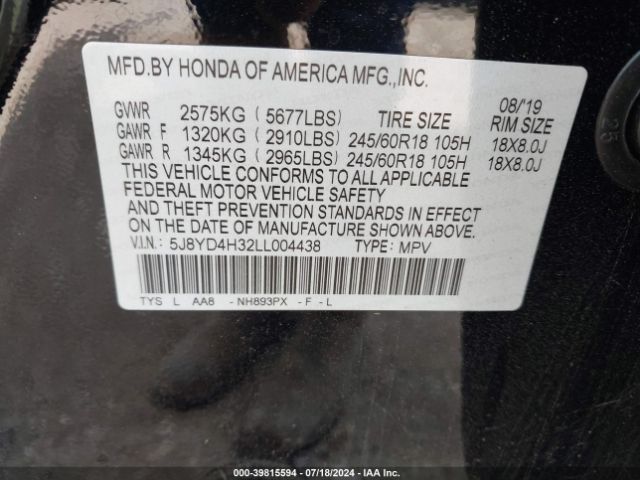 MFD.BY HONDA OF AMERICA MFG.,INC.
08/'19
GVWR 2575KG ( 5677LBS) TIRE SIZE RIM SIZE
GAWR F 1320KG ( 2910LBS) 245/60R18 105H 18X8.0J
GAWR R 1345KG ( 2965LBS) 245/60R18 105H 18X8.0J
THIS VEHICLE CONFORMS TO ALL APPLICABLE
FEDERAL MOTOR VEHICLE SAFETY
AND THEFT PREVENTION STANDARDS IN EFFECT
ON THE DATE OF MANUFACTURE SHOWN ABOVE.
V.I.N: 5J8YD4H32LL004438 TYPE: MPV
TYS L AA8 -NH893PX -F -L
25
000-39815594 / 07/18/2024 - IAA Inc.